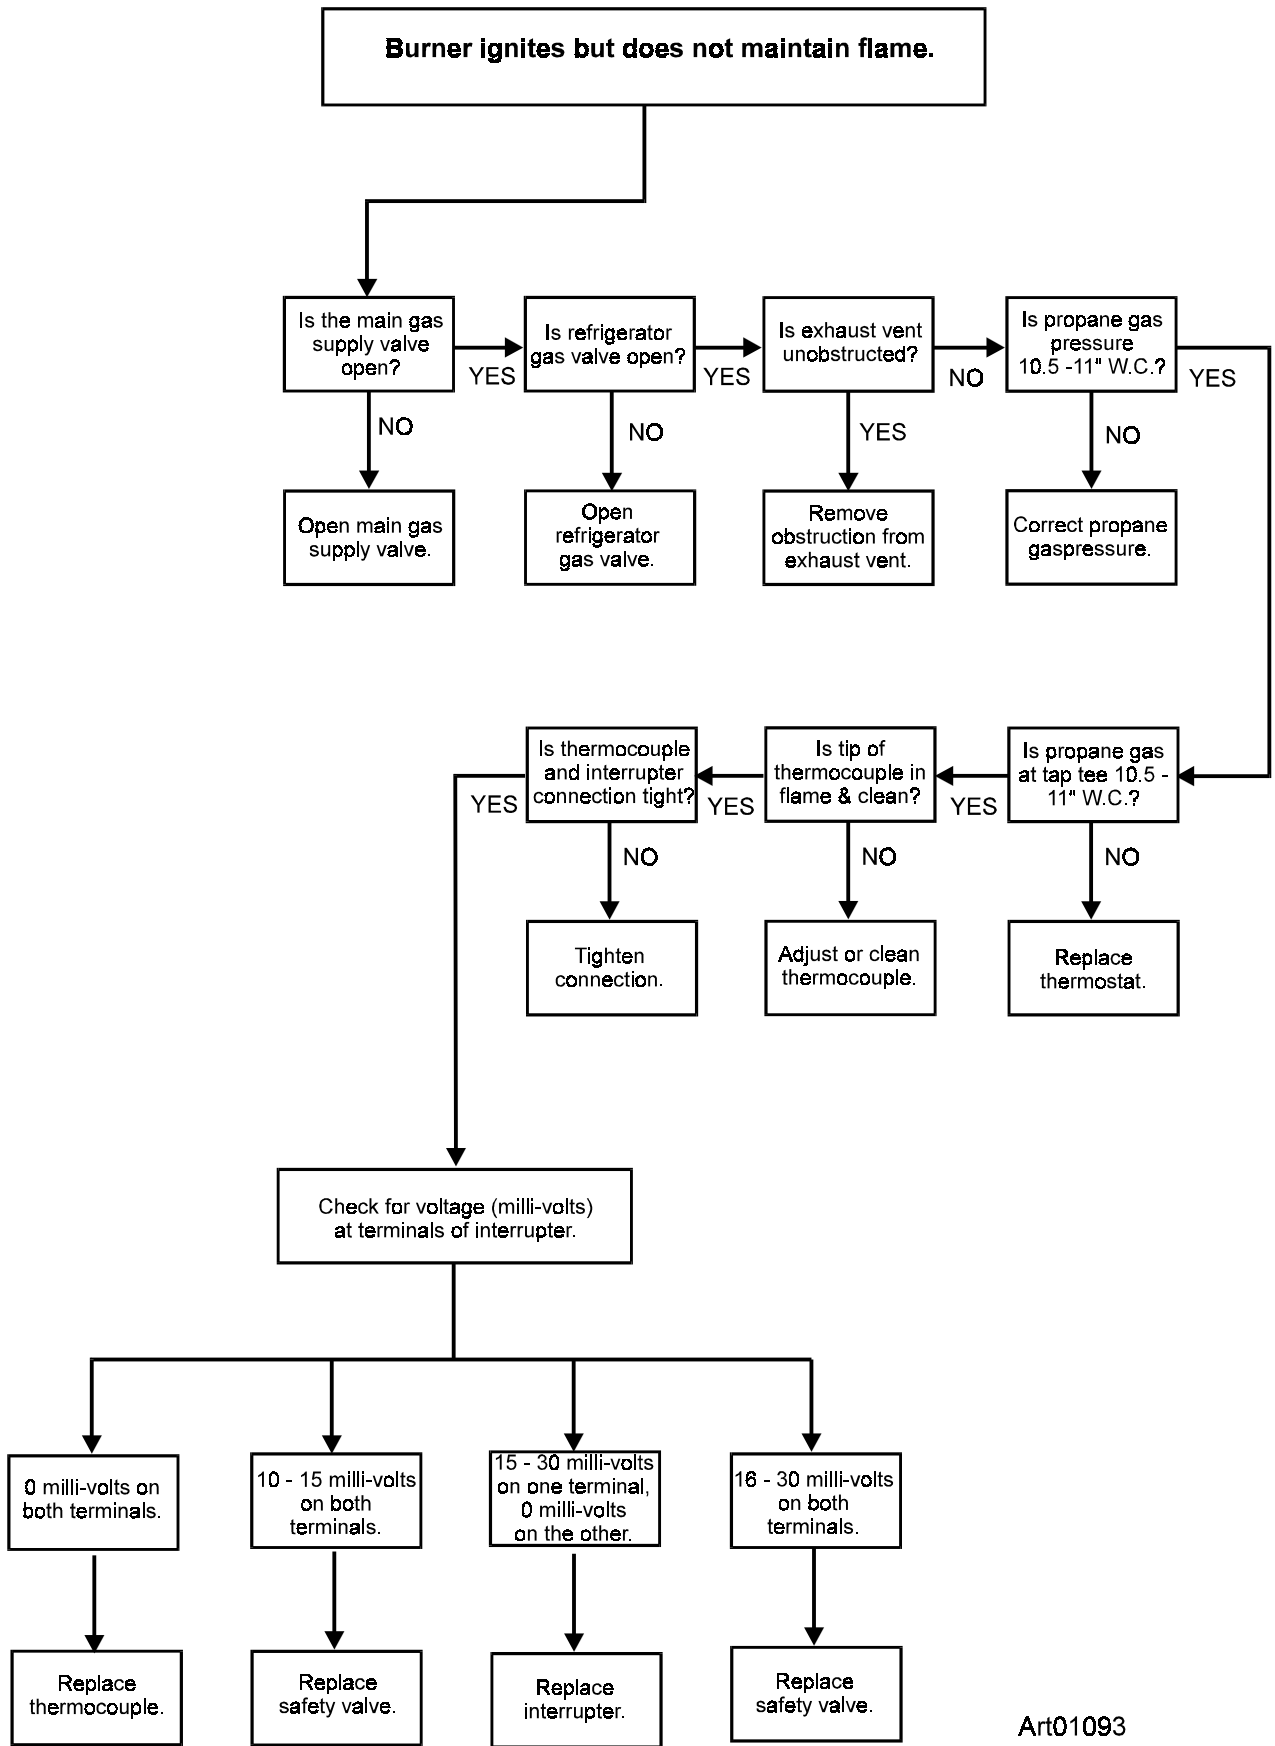 Burner ignites but does not maintain flame.
Is the main gas
supply valve
open?
YES
Is refrigerator
gas valve open?
YES
Is exhaust vent
unobstructed?
NO
Is propane gas
pressure
10.5 -11" W.C.?
YES
NO
NO
YES
NO
Open main gas
supply valve.
Open
refrigerator
gas valve.
Remove
obstruction from
exhaust vent.
Correct propane
gaspressure.
Is thermocouple
and interrupter
connection tight?
YES
Is tip of
thermocouple in
flame & clean?
YES
Is propane gas
at tap tee 10.5 -
11" W.C.?
YES
NO
NO
NO
Tighten
connection.
Adjust or clean
thermocouple.
Replace
thermostat.
Check for voltage (milli-volts)
at terminals of interrupter.
0 milli-volts on
both terminals.
10 - 15 milli-volts
on both
terminals.
15 - 30 milli-volts
on one terminal,
0 milli-volts
on the other.
16 - 30 milli-volts
on both
terminals.
Replace
thermocouple.
Replace
safety valve.
Replace
interrupter.
Replace
safety valve.
Art01093